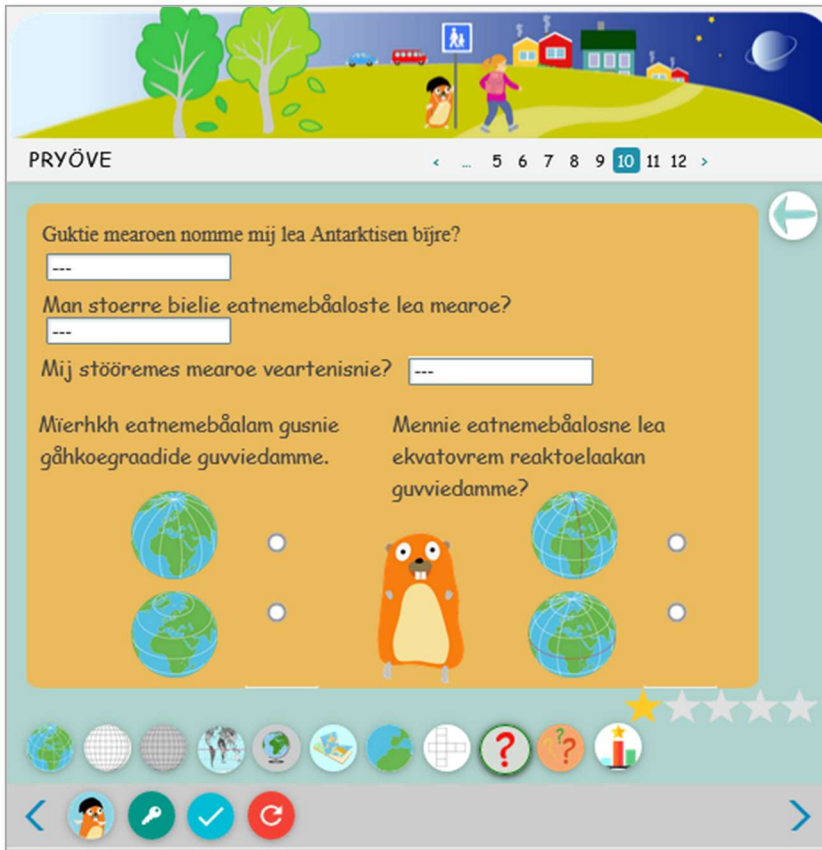 PRYÖVE
< ... 5 6 7 8 9 10 11 12 >
Guktie mearoen nomme mij lea Antarktisen bïjre?
---
Man stoerre bielie eatnemebåaloste lea mearoe?
---
Mij stööremes mearoe veartenisnie? ---
Mïerhkh eatnemebåalam gusnie
gåhkoegraadide guvviedamme.
Mennie eatnemebåalosne lea
ekvatovrem reaktoelaakan
guvviedamme?
?
? ? ?